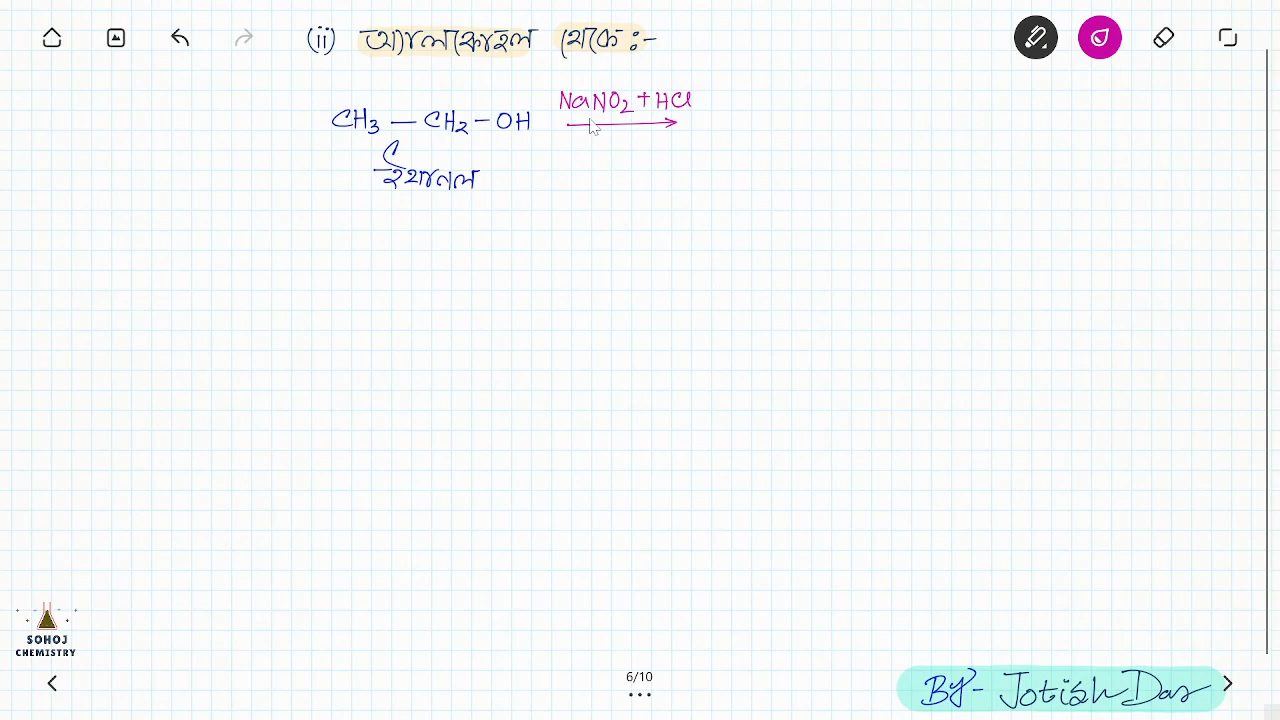 (ii) অ্যালকোহল থেকে :-
NaNO2 + HCl
CH3 — CH2 - OH
ইথানল
SOHOJ
CHEMISTRY
6/10
BY - Jotish Das